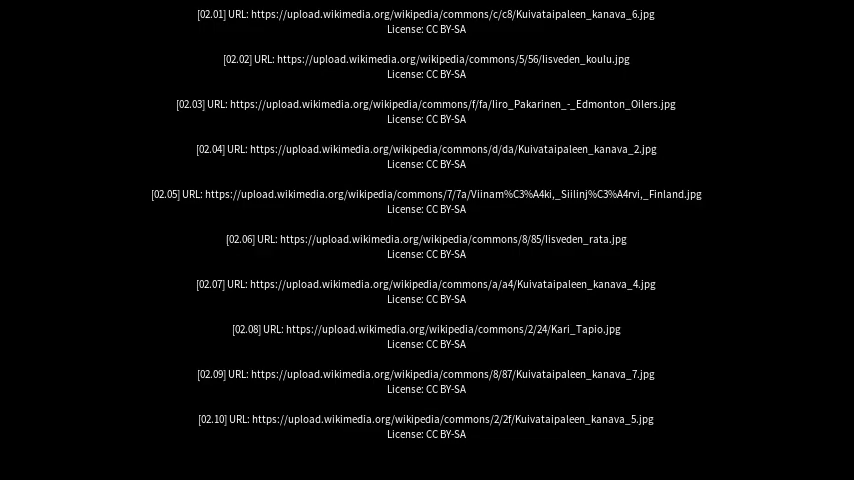 [02.01] URL: https://upload.wikimedia.org/wikipedia/commons/c/c8/Kuivataipaleen_kanava_6.jpg
License: CC BY-SA
[02.02] URL: https://upload.wikimedia.org/wikipedia/commons/5/56/Iisveden_koulu.jpg
License: CC BY-SA
[02.03] URL: https://upload.wikimedia.org/wikipedia/commons/f/fa/Iiro_Pakarinen_-_Edmonton_Oilers.jpg
License: CC BY-SA
[02.04] URL: https://upload.wikimedia.org/wikipedia/commons/d/da/Kuivataipaleen_kanava_2.jpg
License: CC BY-SA
[02.05] URL: https://upload.wikimedia.org/wikipedia/commons/7/7a/Viinam%C3%A4ki,_Siilinj%C3%A4rvi,_Finland.jpg
License: CC BY-SA
[02.06] URL: https://upload.wikimedia.org/wikipedia/commons/8/85/Iisveden_rata.jpg
License: CC BY-SA
[02.07] URL: https://upload.wikimedia.org/wikipedia/commons/a/a4/Kuivataipaleen_kanava_4.jpg
License: CC BY-SA
[02.08] URL: https://upload.wikimedia.org/wikipedia/commons/2/24/Kari_Tapio.jpg
License: CC BY-SA
[02.09] URL: https://upload.wikimedia.org/wikipedia/commons/8/87/Kuivataipaleen_kanava_7.jpg
License: CC BY-SA
[02.10] URL: https://upload.wikimedia.org/wikipedia/commons/2/2f/Kuivataipaleen_kanava_5.jpg
License: CC BY-SA